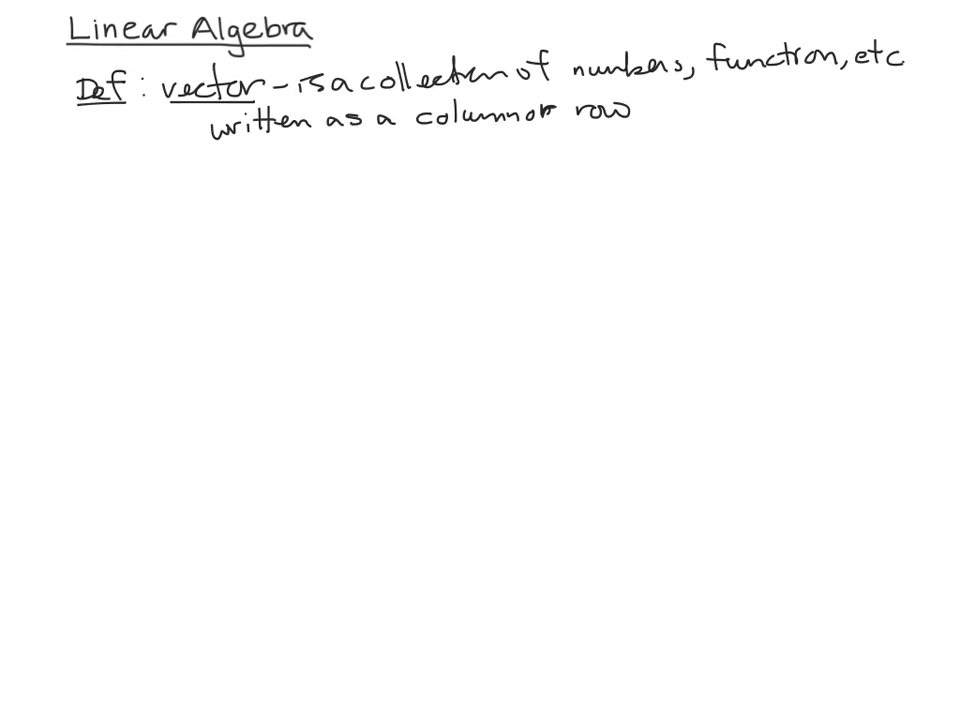 Linear Algebra
Def : vector - is a collection of numbers, function, etc
written as a column or row